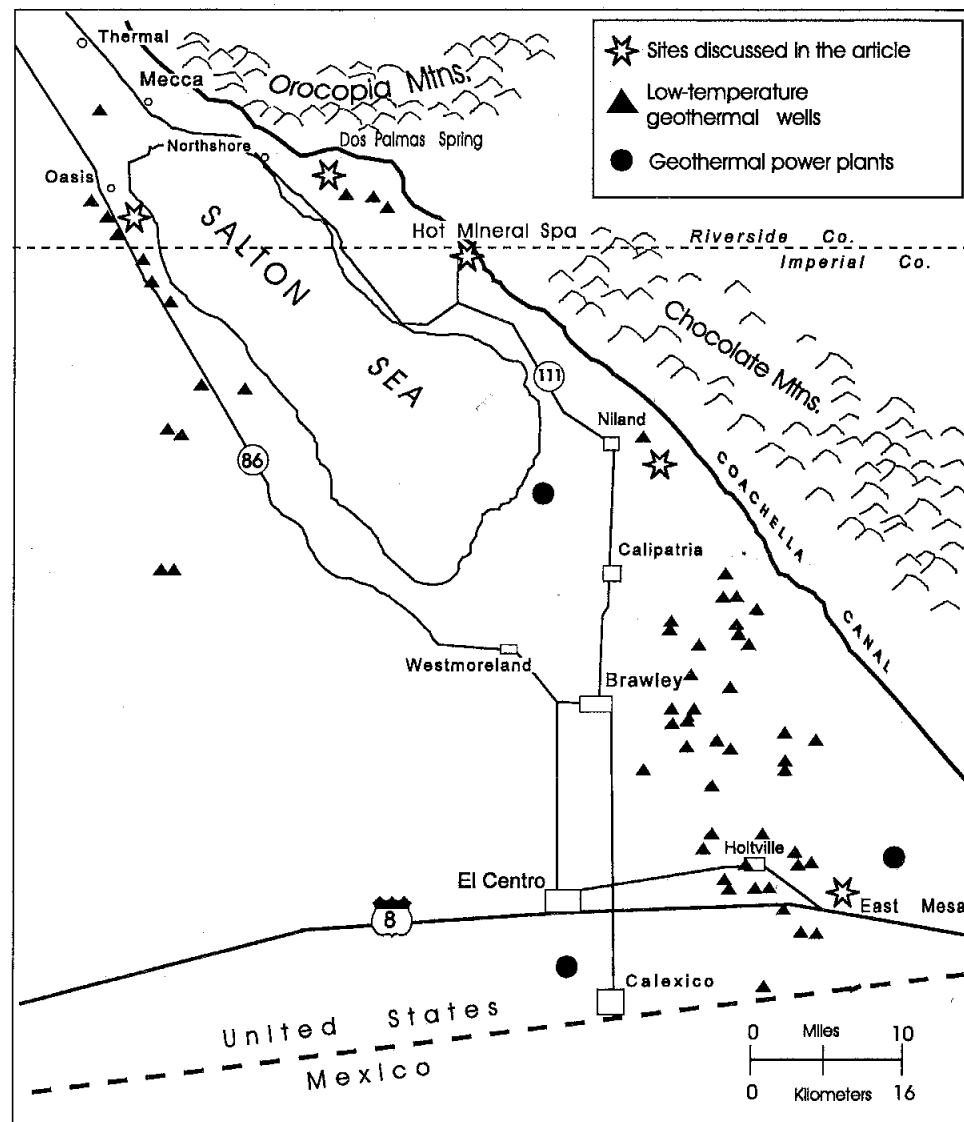 Thermal
Mecca
Orocopia Mtns.
Dos Palmas Spring
Northshore
Oasis
SALTON
SEA
Hot Mineral Spa
Riverside Co.
Imperial Co.
Sites discussed in the article
Low-temperature
geothermal wells
Geothermal power plants
Chocolate Mtns.
111
Niland
86
COACHELLA
CANAL
Calipatria
Westmoreland
Brawley
Holtville
El Centro
East Mesa
8
Calexico
United States
Mexico
0 Miles 10
0 Kilometers 16